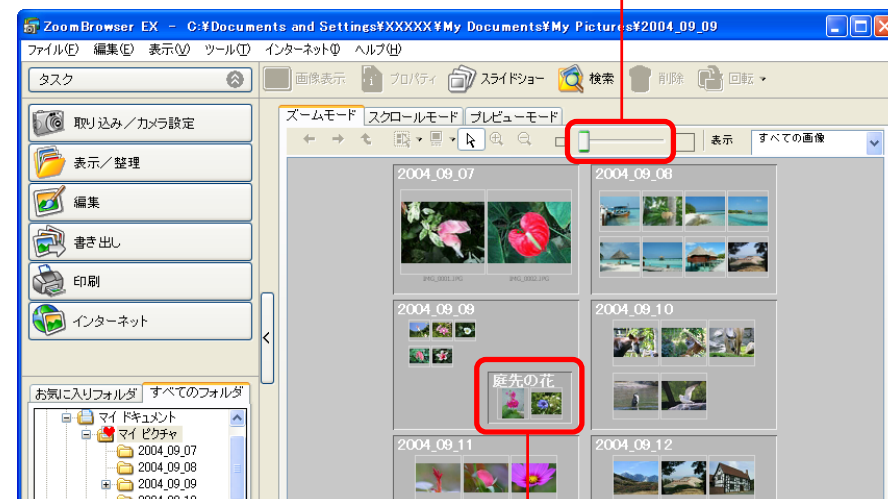 ZoomBrowser EX - C:¥Documents and Settings¥XXXXX¥My Documents¥My Pictures¥2004_09_09
ファイル(F) 編集(E) 表示(V) ツール(T) インターネット(I) ヘルプ(H)
タスク
画像表示 プロパティ スライドショー 検索 削除 回転
取り込み／カメラ設定
表示／整理
編集
書き出し
印刷
インターネット
ズームモード スクロールモード プレビューモード
表示 すべての画像
2004_09_07 2004_09_08
IMG_0001.JPG IMG_0002.JPG
2004_09_09 2004_09_10
庭先の花
2004_09_11 2004_09_12
お気に入りフォルダ すべてのフォルダ
マイ ドキュメント
マイ ピクチャ
2004_09_07
2004_09_08
2004_09_09
2004_09_10